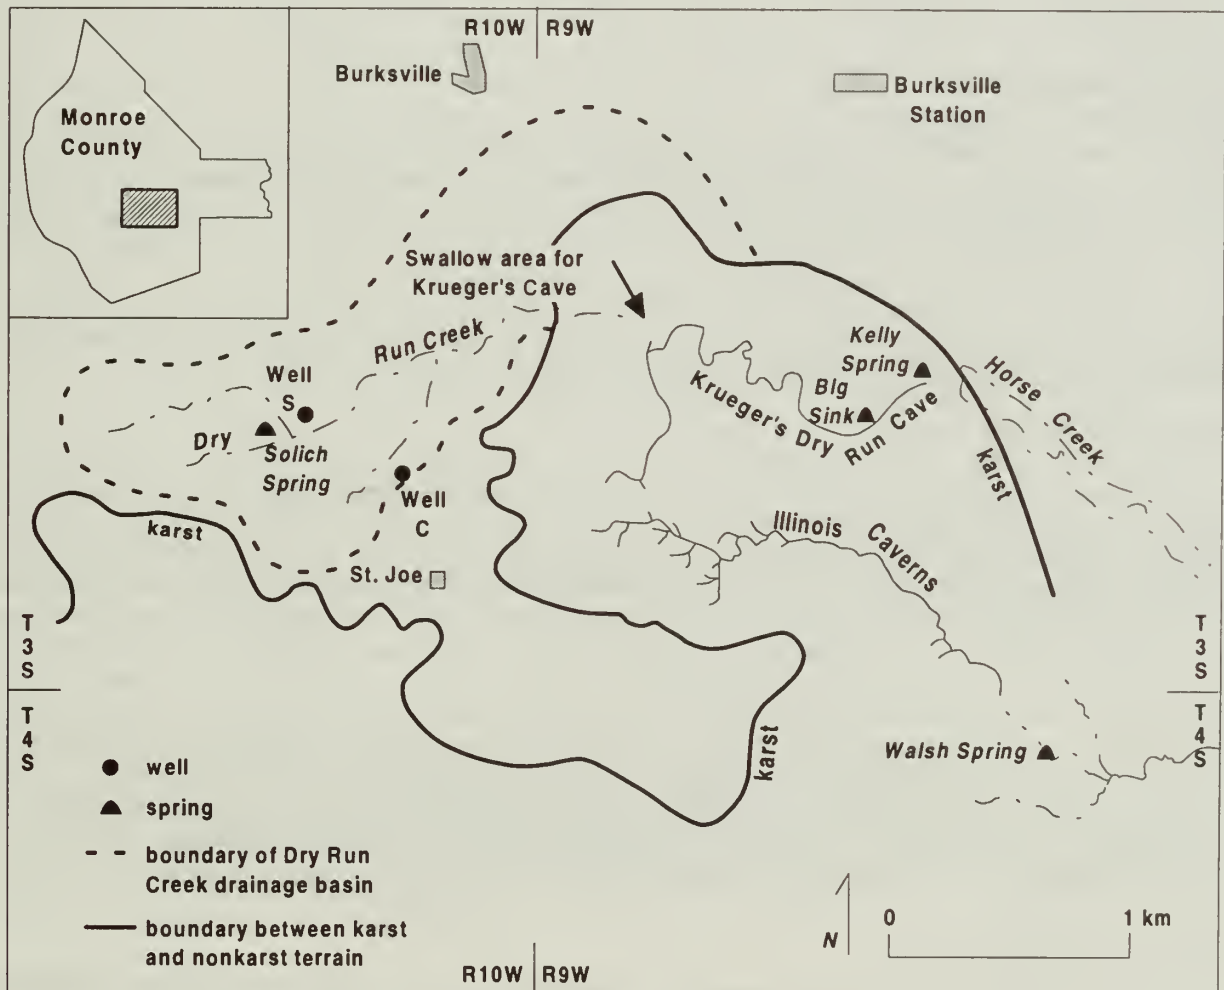 R10W R9W
Burksville
Burksville
Station
Monroe
County
Swallow area for
Krueger's Cave
Run Creek
Kelly
Spring
Big
Sink
Horse
Creek
Krueger's Dry Run Cave
Well
S
Dry
Solich
Spring
Well
C
karst
karst
Illinois Caverns
St. Joe
T
3
S
T
3
S
T
4
S
T
4
S
karst
Walsh Spring
well
spring
boundary of Dry Run
Creek drainage basin
boundary between karst
and nonkarst terrain
N
0 1 km
R10W R9W